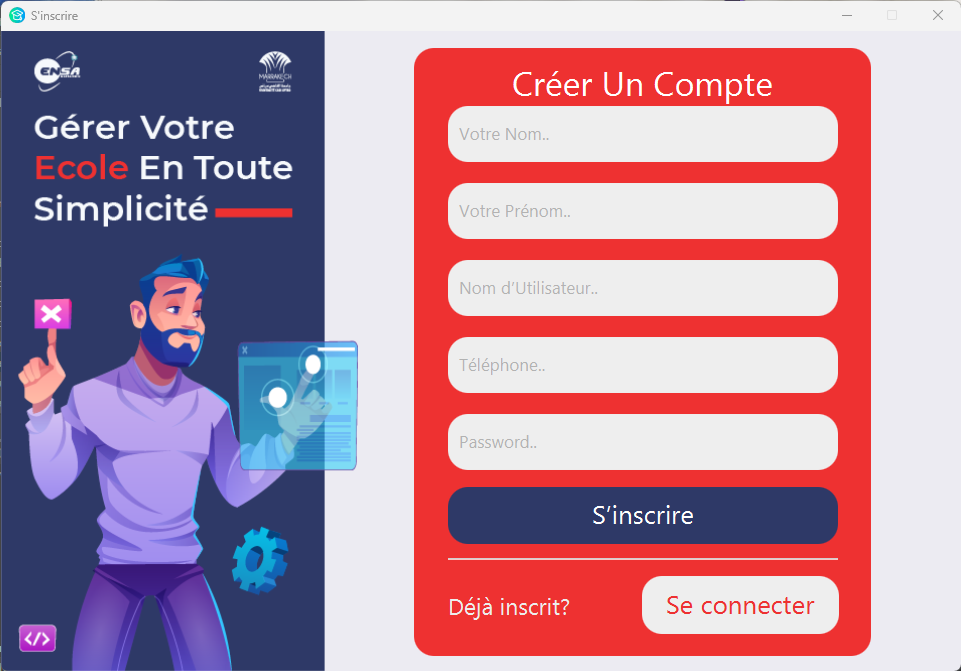 S'inscrire
ENSA
MARRAKECH
Gérer Votre
Ecole En Toute
Simplicité
Créer Un Compte
Votre Nom..
Votre Prénom..
Nom d’Utilisateur..
Téléphone..
Password..
S’inscrire
Déjà inscrit?
Se connecter